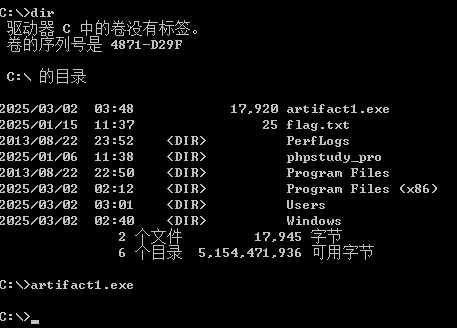 C:\>dir
驱动器 C 中的卷没有标签。
卷的序列号是 4871-D29F
C:\ 的目录
2025/03/02  03:48            17,920 artifact1.exe
2025/01/15  11:37                25 flag.txt
2013/08/22  23:52    <DIR>          PerfLogs
2025/01/06  11:38    <DIR>          phpstudy_pro
2013/08/22  22:50    <DIR>          Program Files
2025/03/02  02:12    <DIR>          Program Files (x86)
2025/03/02  03:01    <DIR>          Users
2025/03/02  02:40    <DIR>          Windows
2 个文件         17,945 字节
6 个目录  5,154,471,936 可用字节
C:\>artifact1.exe
C:\>_